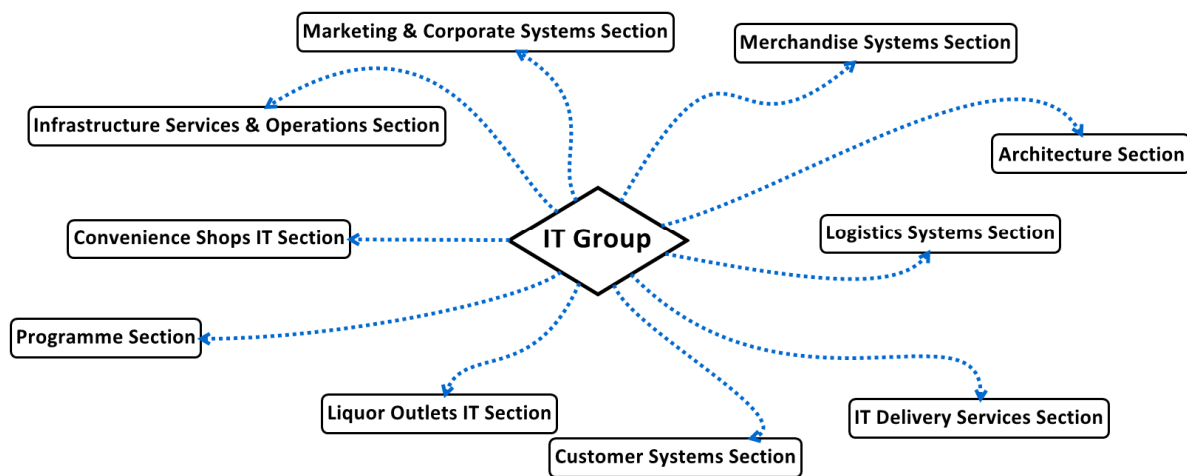 Marketing & Corporate Systems Section
Merchandise Systems Section
Infrastructure Services & Operations Section
Architecture Section
Convenience Shops IT Section
IT Group
Logistics Systems Section
Programme Section
Liquor Outlets IT Section
IT Delivery Services Section
Customer Systems Section